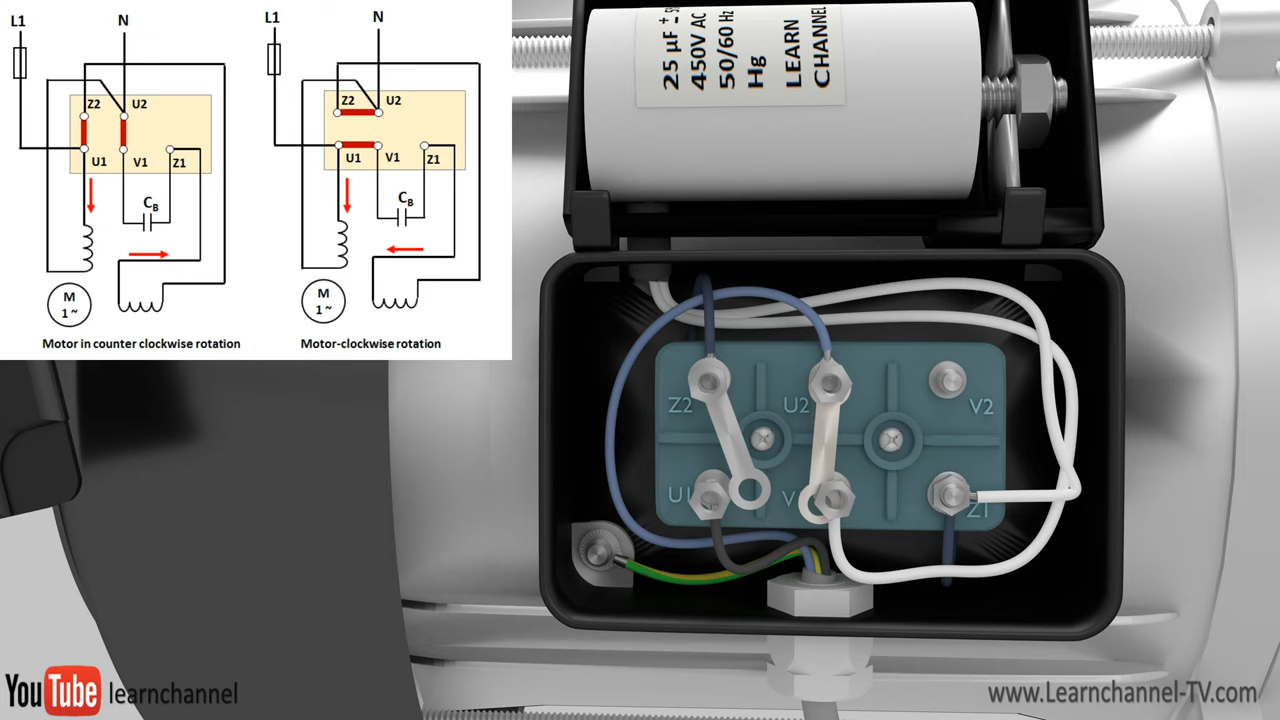 L1
N
Z2
U2
U1
V1
Z1
CB
M
1 ~
Motor in counter clockwise rotation
L1
N
Z2
U2
U1
V1
Z1
CB
M
1 ~
Motor-clockwise rotation
25 µF ±
450V AC
50/60 Hz
Hg
LEARN
CHANNEL
Z2
U2
V2
U1
V
Z1
YouTube learnchannel
www.Learnchannel-TV.com